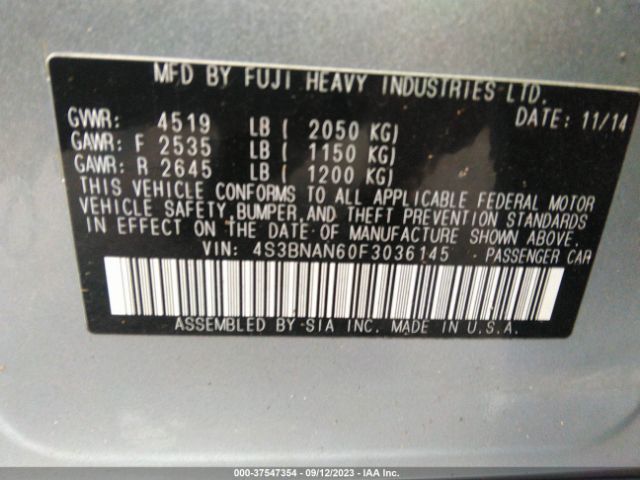 MFD BY FUJI HEAVY INDUSTRIES LTD.
DATE: 11/14
GVWR: 4519 LB ( 2050 KG)
GAWR: F 2535 LB ( 1150 KG)
GAWR: R 2645 LB ( 1200 KG)
THIS VEHICLE CONFORMS TO ALL APPLICABLE FEDERAL MOTOR
VEHICLE SAFETY, BUMPER, AND THEFT PREVENTION STANDARDS
IN EFFECT ON THE DATE OF MANUFACTURE SHOWN ABOVE.
VIN: 4S3BNAN60F3036145 PASSENGER CAR
ASSEMBLED BY SIA INC. MADE IN U.S.A.
000-37547354 - 09/12/2023 - IAA Inc.